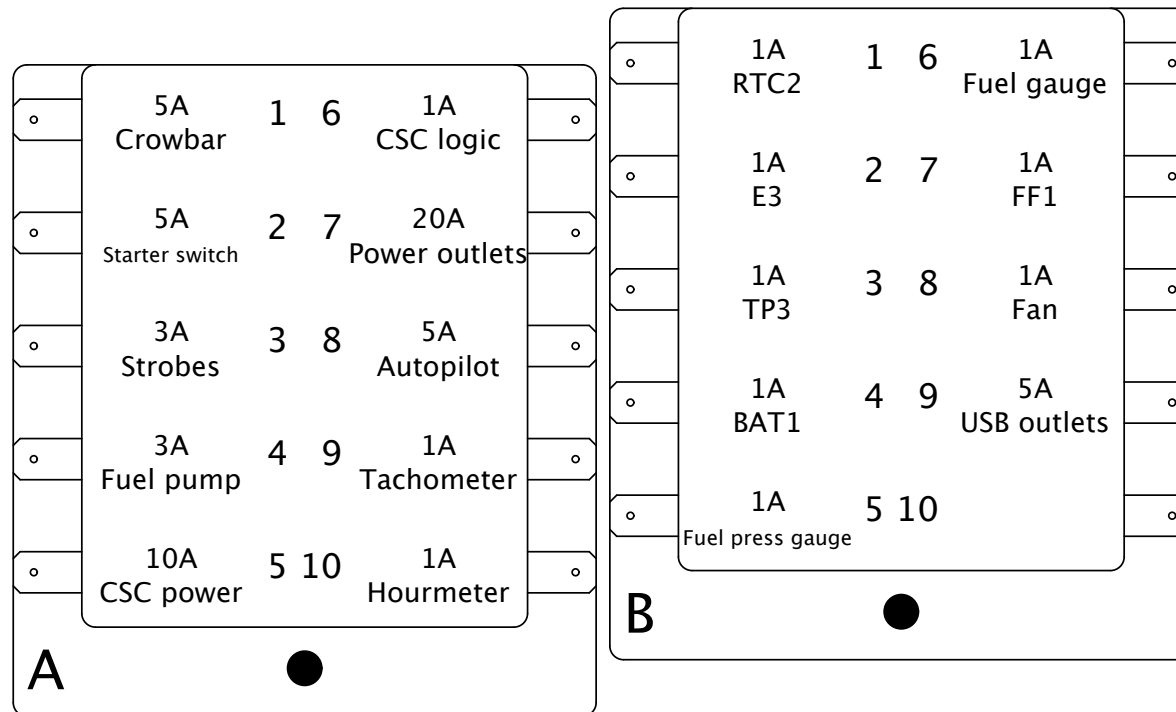 5A
Crowbar
1 6
1A
CSC logic
5A
Starter switch
2 7
20A
Power outlets
3A
Strobes
3 8
5A
Autopilot
3A
Fuel pump
4 9
1A
Tachometer
10A
CSC power
5 10
1A
Hourmeter
A
1A
RTC2
1 6
1A
Fuel gauge
1A
E3
2 7
1A
FF1
1A
TP3
3 8
1A
Fan
1A
BAT1
4 9
5A
USB outlets
1A
Fuel press gauge
5 10
B